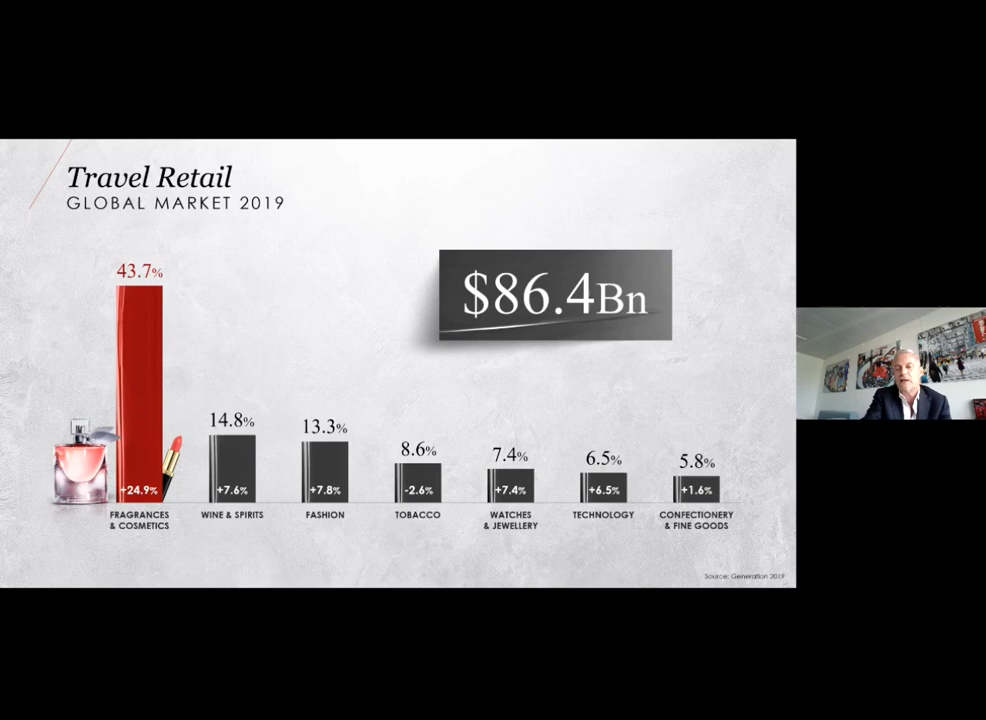 Travel Retail
GLOBAL MARKET 2019
$86.4Bn
43.7%
14.8%
13.3%
8.6%
7.4%
6.5%
5.8%
+24.9%
+7.6%
+7.8%
-2.6%
+7.4%
+6.5%
+1.6%
FRAGRANCES
& COSMETICS
WINE & SPIRITS
FASHION
TOBACCO
WATCHES
& JEWELLERY
TECHNOLOGY
CONFECTIONERY
& FINE GOODS
Source: Generation 2019